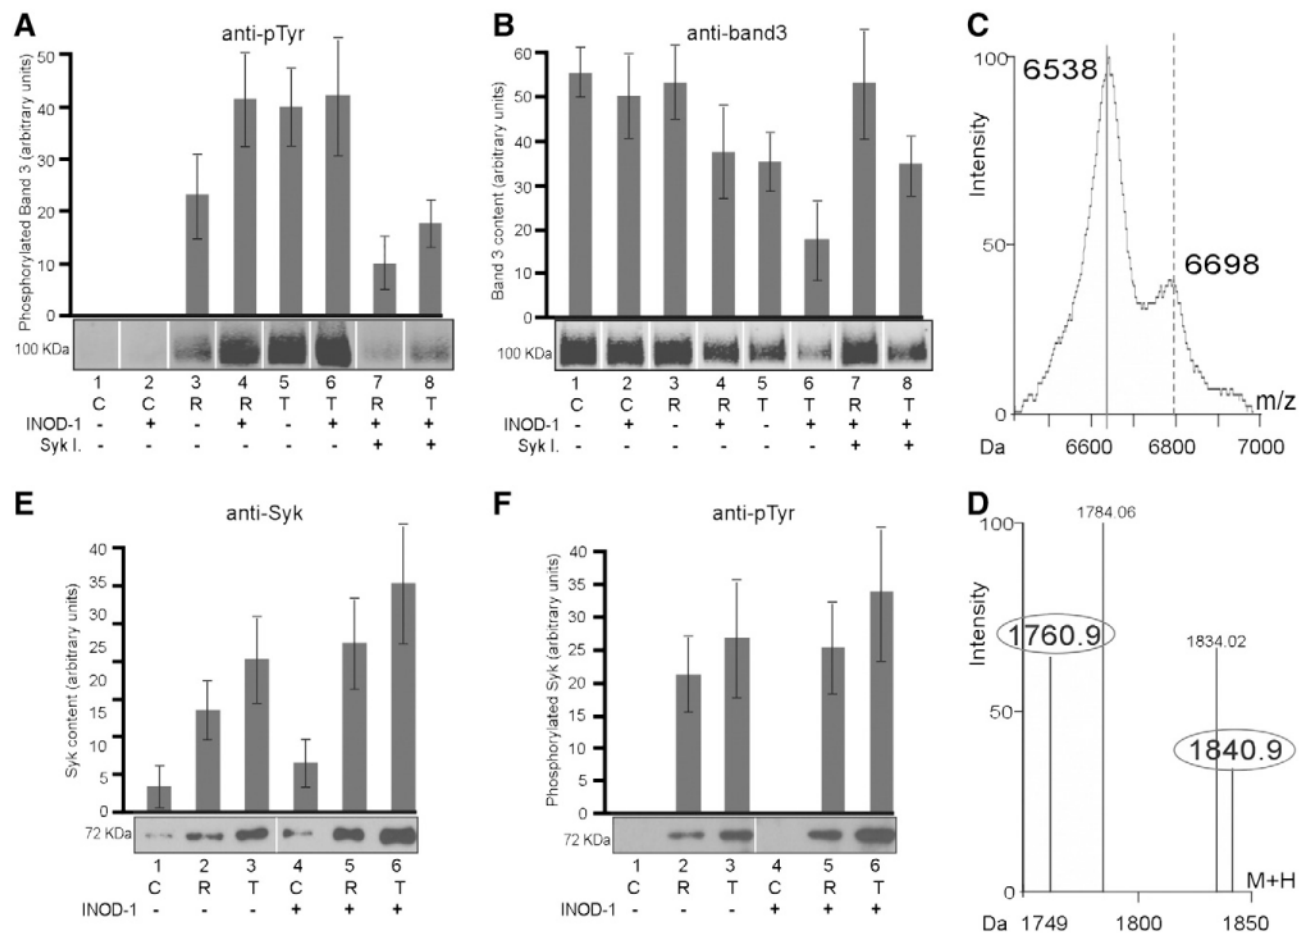 A
anti-pTyr
Phosphorylated Band 3 (arbitrary units)
50
40
30
20
10
0
100 KDa
1 2 3 4 5 6 7 8
C C R R T T R T
INOD-1 - + - + - + + +
Syk I. - - - - - - + +
B
anti-band3
Band 3 content (arbitrary units)
60
50
40
30
20
10
0
100 KDa
1 2 3 4 5 6 7 8
C C R R T T R T
INOD-1 - + - + - + + +
Syk I. - - - - - - + +
C
Intensity
100
50
0
6538
6698
m/z
Da 6600 6800 7000
E
anti-Syk
Syk content (arbitrary units)
40
35
30
25
20
15
10
5
0
72 KDa
1 2 3 4 5 6
C R T C R T
INOD-1 - - - + + +
F
anti-pTyr
Phosphorylated Syk (arbitrary units)
40
35
30
25
20
15
10
5
0
72 KDa
1 2 3 4 5 6
C R T C R T
INOD-1 - - - + + +
D
Intensity
100
50
0
1784.06
1760.9
1834.02
1840.9
M+H
Da 1749 1800 1850